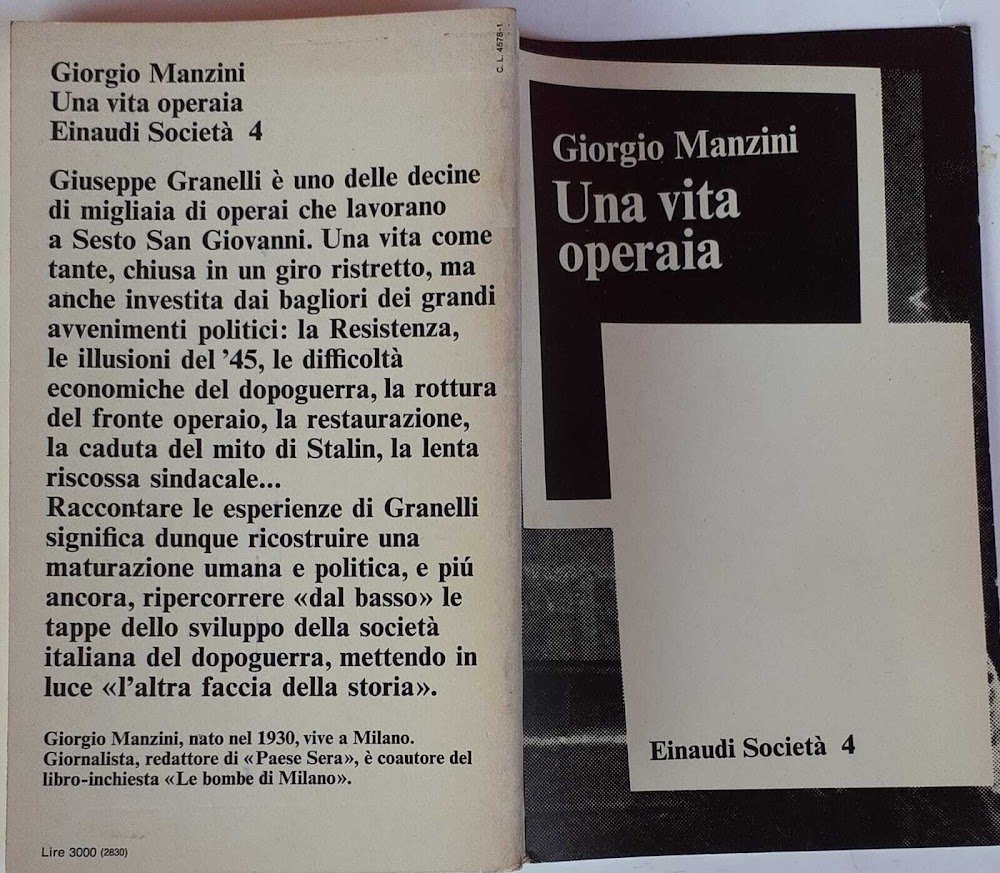 C. L. 4578-1
Giorgio Manzini
Una vita operaia
Einaudi Società 4
Giuseppe Granelli è uno delle decine
di migliaia di operai che lavorano
a Sesto San Giovanni. Una vita come
tante, chiusa in un giro ristretto, ma
anche investita dai bagliori dei grandi
avvenimenti politici: la Resistenza,
le illusioni del ’45, le difficoltà
economiche del dopoguerra, la rottura
del fronte operaio, la restaurazione,
la caduta del mito di Stalin, la lenta
riscossa sindacale...
Raccontare le esperienze di Granelli
significa dunque ricostruire una
maturazione umana e politica, e piú
ancora, ripercorrere «dal basso» le
tappe dello sviluppo della società
italiana del dopoguerra, mettendo in
luce «l’altra faccia della storia».
Giorgio Manzini, nato nel 1930, vive a Milano.
Giornalista, redattore di «Paese Sera», è coautore del
libro-inchiesta «Le bombe di Milano».
Lire 3000 (2830)
Giorgio Manzini
Una vita
operaia
Einaudi Società 4